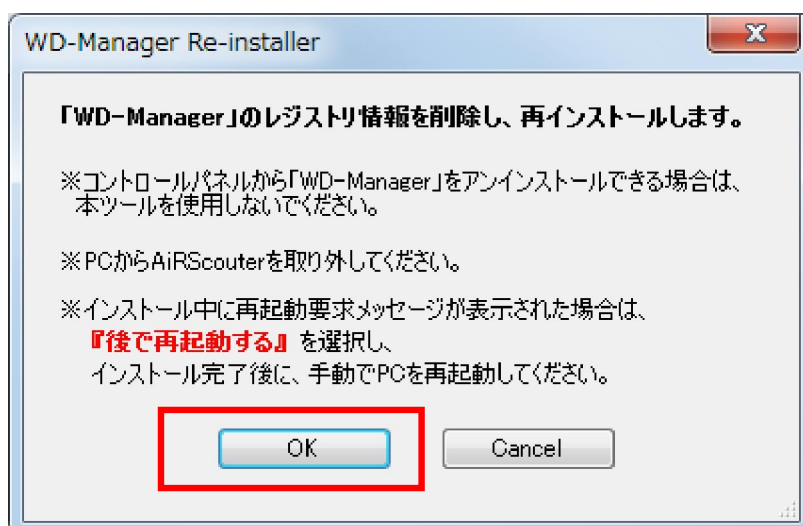 WD-Manager Re-installer
「WD-Manager」のレジストリ情報を削除し、再インストールします。
※コントロールパネルから「WD-Manager」をアンインストールできる場合は、
本ツールを使用しないでください。
※PCからAiRScouterを取り外してください。
※インストール中に再起動要求メッセージが表示された場合は、
『後で再起動する』 を選択し、
インストール完了後に、手動でPCを再起動してください。
OK
Cancel